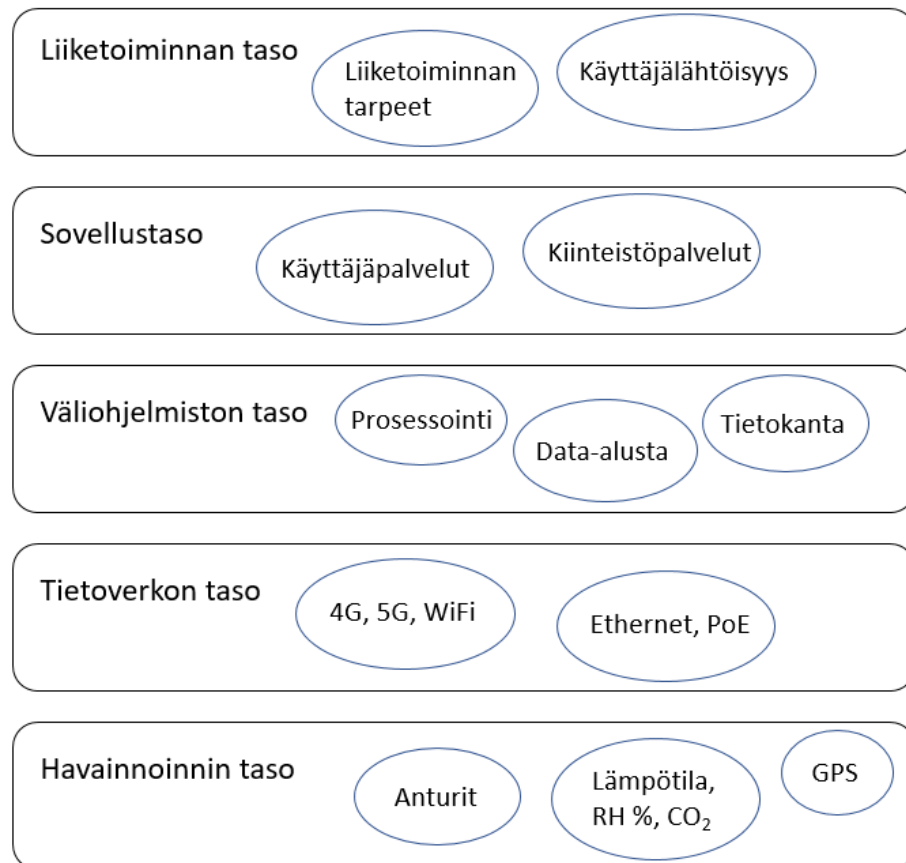 Liiketoiminnan taso
Liiketoiminnan
tarpeet
Käyttäjälähtöisyys
Sovellustaso
Käyttäjäpalvelut
Kiinteistöpalvelut
Väliohjelmiston taso
Prosessointi
Data-alusta
Tietokanta
Tietoverkon taso
4G, 5G, WiFi
Ethernet, PoE
Havainnoinnin taso
Anturit
Lämpötila,
RH %, CO₂
GPS